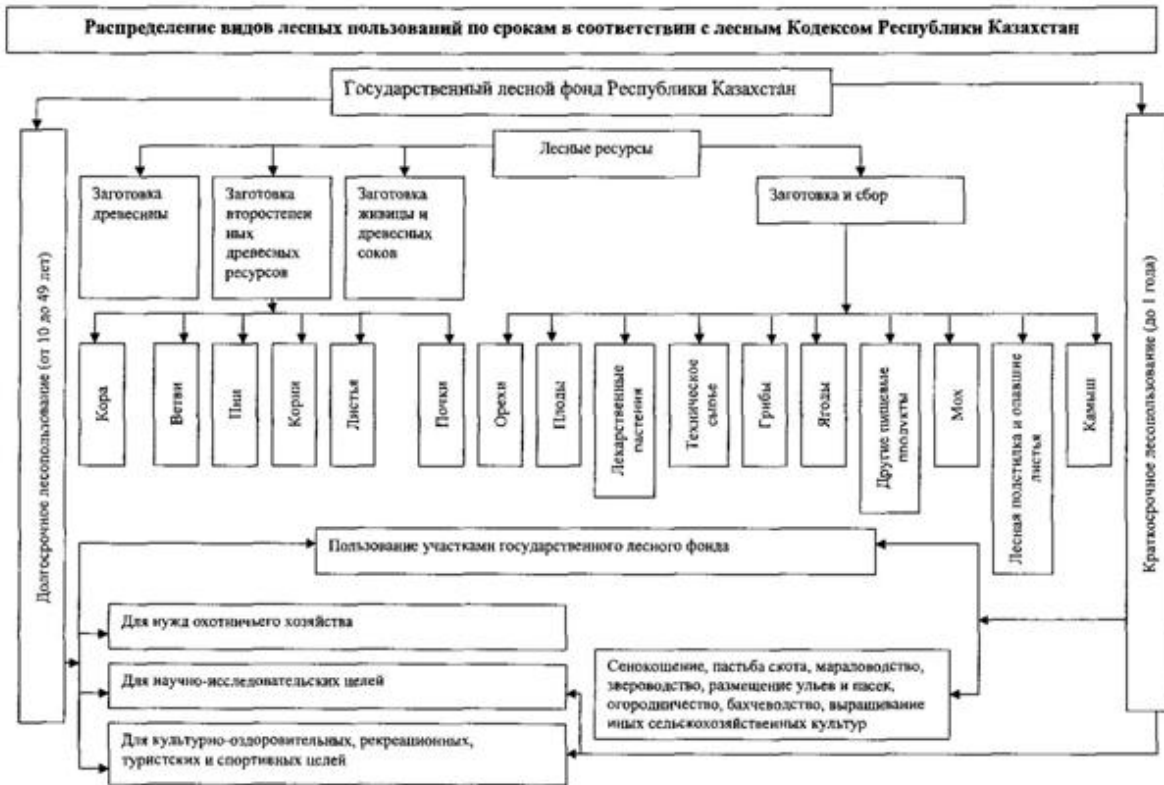 Распределение видов лесных пользований по срокам в соответствии с лесным Кодексом Республики Казахстан
Государственный лесной фонд Республики Казахстан
Долгосрочное лесопользование (от 10 до 49 лет)
Краткосрочное лесопользование (до 1 года)
Лесные ресурсы
Заготовка
древесины
Заготовка
второстепен
ных
древесных
ресурсов
Заготовка
живицы и
древесных
соков
Заготовка и сбор
Кора
Ветви
Пни
Корни
Листья
Почки
Орехи
Плоды
Лекарственные
растения
Техническое
сырье
Грибы
Ягоды
Другие пищевые
продукты
Мох
Лесная подстилка и опавшие
листья
Камыш
Пользование участками государственного лесного фонда
Для нужд охотничьего хозяйства
Для научно-исследовательских целей
Для культурно-оздоровительных, рекреационных,
туристских и спортивных целей
Сенокошение, пастьба скота, мараловодство,
звероводство, размещение ульев и пасек,
огородничество, бахчеводство, выращивание
иных сельскохозяйственных культур